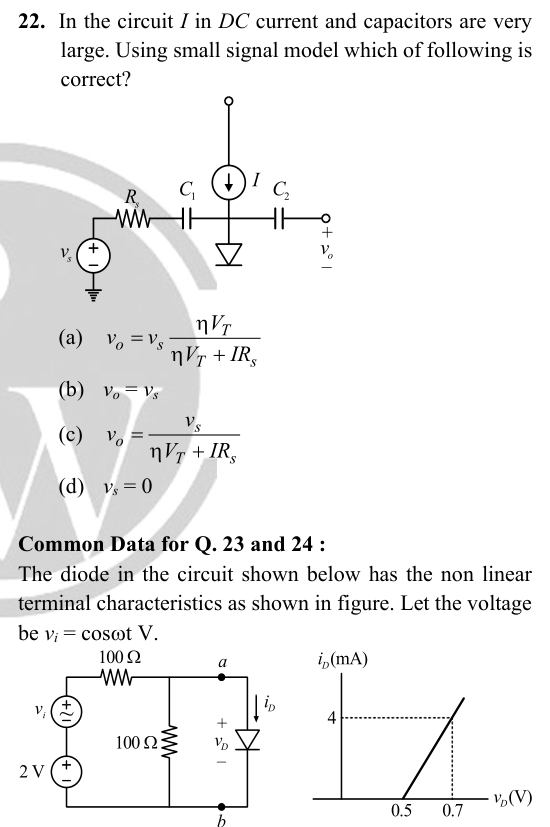 22. In the circuit I in DC current and capacitors are very
large. Using small signal model which of following is
correct?
I
R_s C_1 C_2
+
v_s + −
v_o
−
(a) v_o = v_s ηV_T / (ηV_T + IR_s)
(b) v_o = v_s
(c) v_o = v_s / (ηV_T + IR_s)
(d) v_s = 0
Common Data for Q. 23 and 24 :
The diode in the circuit shown below has the non linear
terminal characteristics as shown in figure. Let the voltage
be v_i = cosωt V.
100 Ω a i_D(mA)
v_i + − i_D
4
+
100 Ω v_D
−
2 V + −
v_D(V)
0.5 0.7
b